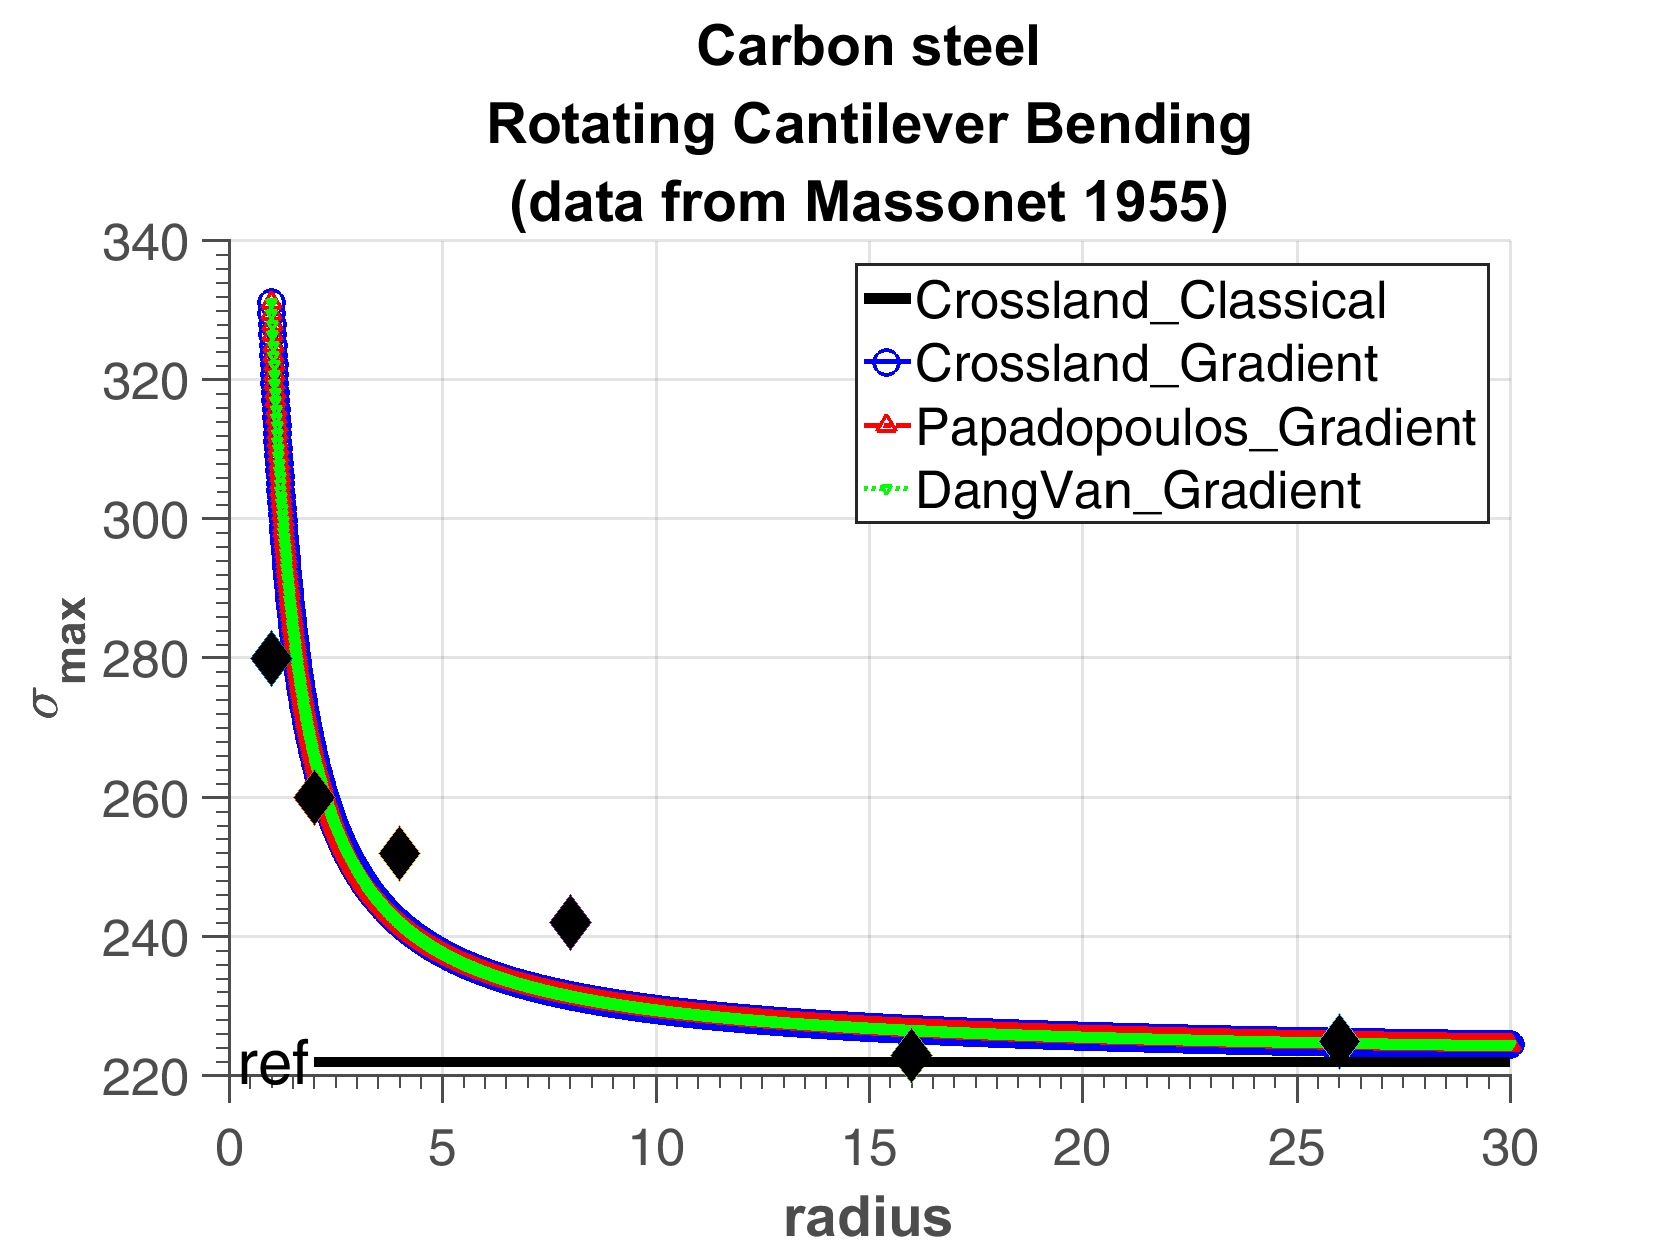 Carbon steel
Rotating Cantilever Bending
(data from Massonet 1955)
340
320
300
280
260
240
220
σ max
Crossland_Classical
Crossland_Gradient
Papadopoulos_Gradient
DangVan_Gradient
ref
0 5 10 15 20 25 30
radius